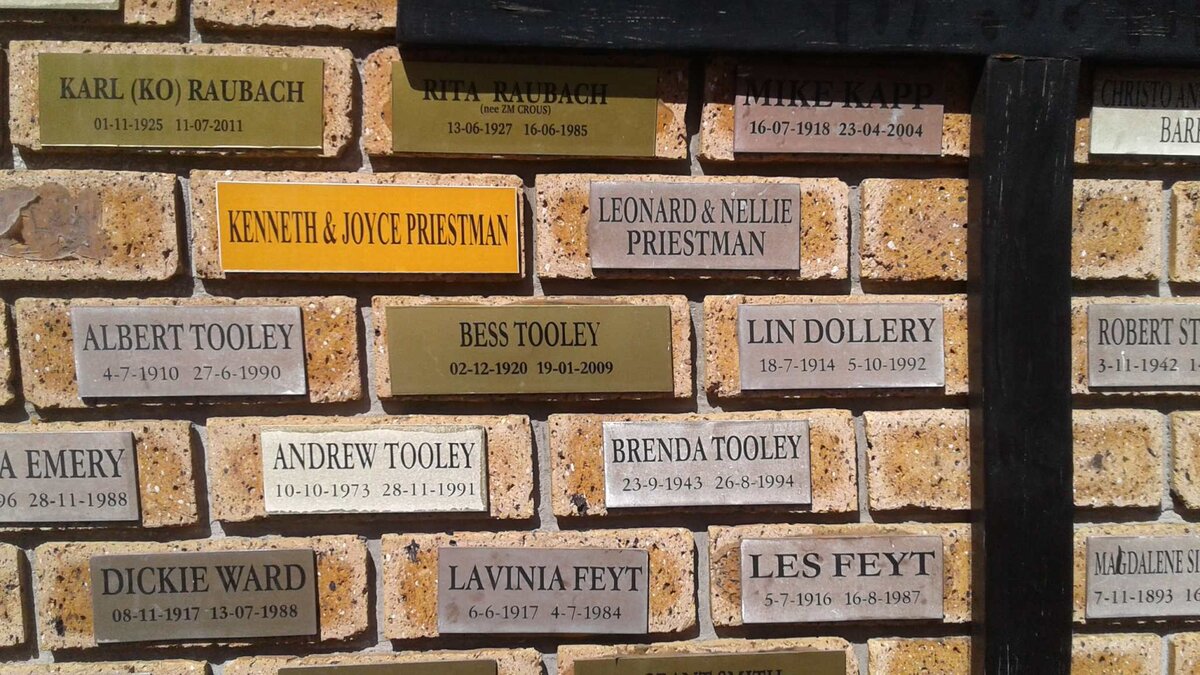 KARL (KO) RAUBACH
01-11-1925 11-07-2011
RITA RAUBACH
(nee ZM CROUS)
13-06-1927 16-06-1985
MIKE KAPP
16-07-1918 23-04-2004
CHRISTO
KENNETH & JOYCE PRIESTMAN
LEONARD & NELLIE
PRIESTMAN
ALBERT TOOLEY
4-7-1910 27-6-1990
BESS TOOLEY
02-12-1920 19-01-2009
LIN DOLLERY
18-7-1914 5-10-1992
ROBERT
3-11-1942
A EMERY
96 28-11-1988
ANDREW TOOLEY
10-10-1973 28-11-1991
BRENDA TOOLEY
23-9-1943 26-8-1994
DICKIE WARD
08-11-1917 13-07-1988
LAVINIA FEYT
6-6-1917 4-7-1984
LES FEYT
5-7-1916 16-8-1987
MAGDALENE
7-11-1893